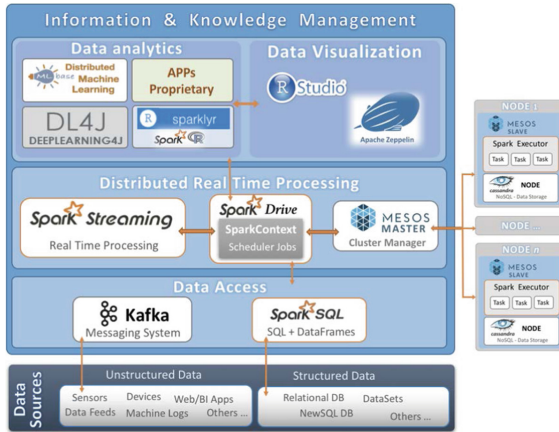 Information & Knowledge Management
Data analytics
Data Visualization
ML base
Distributed
Machine
Learning
APPs
Proprietary
R Studio
DL4J
DEEPLEARNING4J
R sparklyr
Spark R
Apache Zeppelin
Distributed Real Time Processing
Spark Streaming
Real Time Processing
Spark Drive
SparkContext
Scheduler Jobs
MESOS
MASTER
Cluster Manager
Data Access
Kafka
Messaging System
Spark SQL
SQL + DataFrames
Data
Sources
Unstructured Data
Sensors Devices Web/BI Apps
Data Feeds Machine Logs Others ...
Structured Data
Relational DB DataSets
NewSQL DB Others ...
NODE 1
MESOS
SLAVE
Spark Executor
Task Task Task
cassandra NODE
NoSQL - Data Storage
NODE ...
NODE n
MESOS
SLAVE
Spark Executor
Task Task Task
cassandra NODE
NoSQL - Data Storage